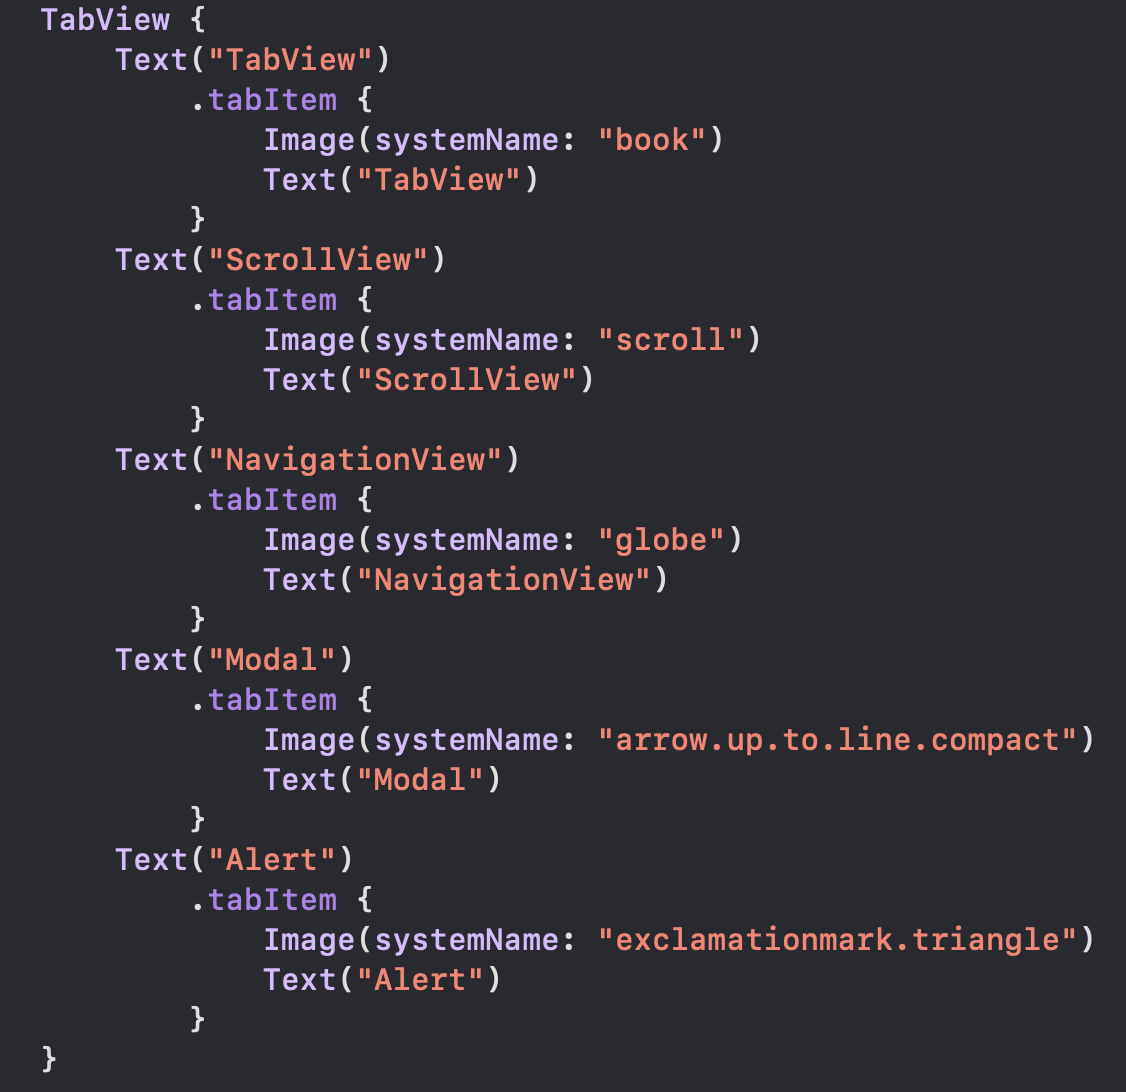 TabView {
    Text("TabView")
        .tabItem {
            Image(systemName: "book")
            Text("TabView")
        }
    Text("ScrollView")
        .tabItem {
            Image(systemName: "scroll")
            Text("ScrollView")
        }
    Text("NavigationView")
        .tabItem {
            Image(systemName: "globe")
            Text("NavigationView")
        }
    Text("Modal")
        .tabItem {
            Image(systemName: "arrow.up.to.line.compact")
            Text("Modal")
        }
    Text("Alert")
        .tabItem {
            Image(systemName: "exclamationmark.triangle")
            Text("Alert")
        }
}